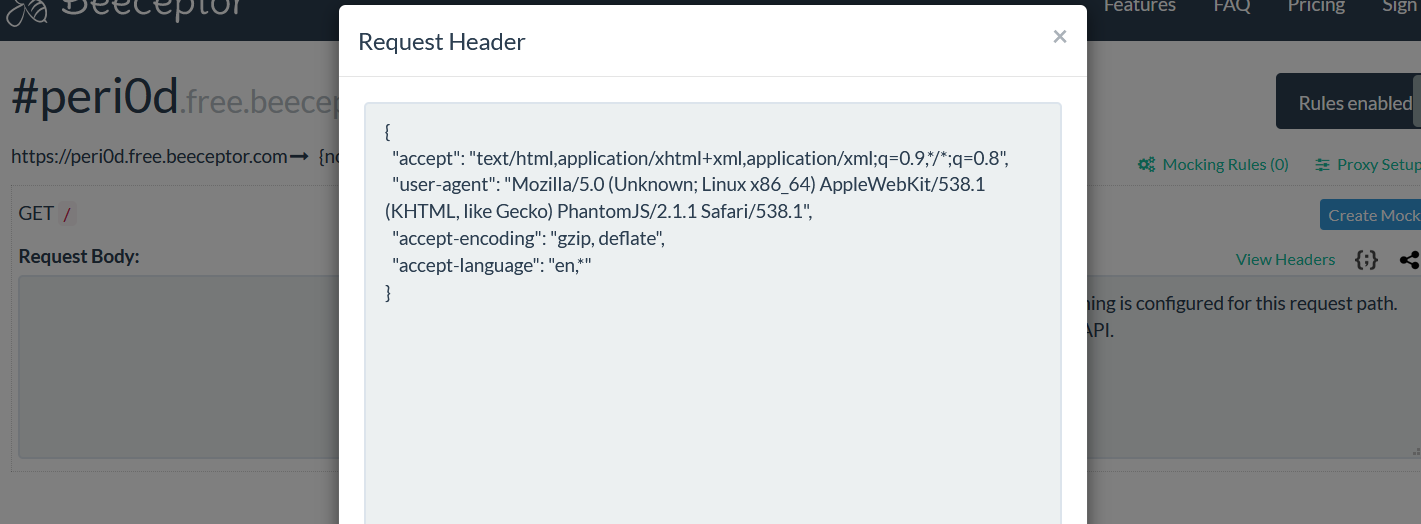 Beeceptor
Features FAQ Pricing Sign
Request Header ×
#peri0d.free.beecep
Rules enabled
https://peri0d.free.beeceptor.com → {no
Mocking Rules (0) Proxy Setup
GET /
Create Mock
Request Body:
View Headers {;}
{
"accept": "text/html,application/xhtml+xml,application/xml;q=0.9,*/*;q=0.8",
"user-agent": "Mozilla/5.0 (Unknown; Linux x86_64) AppleWebKit/538.1
(KHTML, like Gecko) PhantomJS/2.1.1 Safari/538.1",
"accept-encoding": "gzip, deflate",
"accept-language": "en,*"
}
hing is configured for this request path.
API.